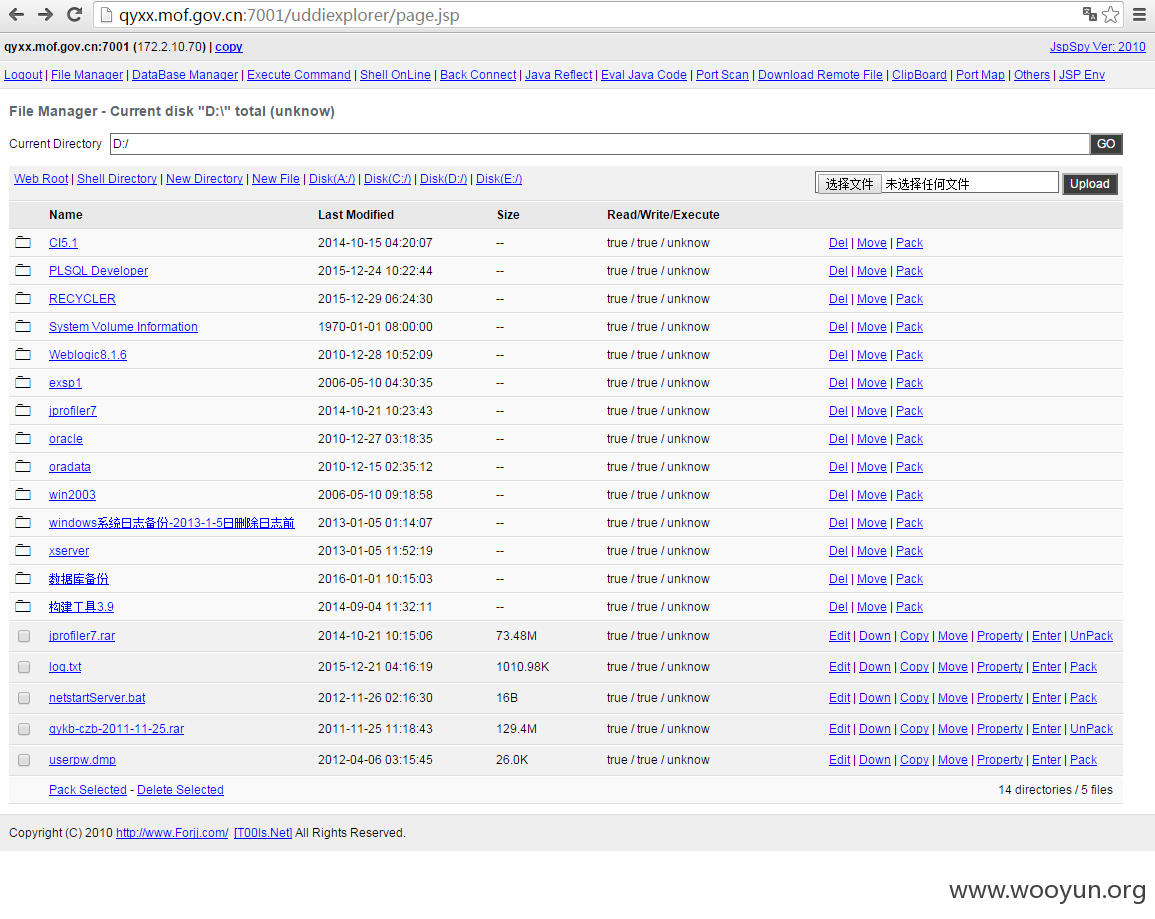 qyxx.mof.gov.cn:7001/uddiexplorer/page.jsp
qyxx.mof.gov.cn:7001 (172.2.10.70) | copy JspSpy Ver: 2010
Logout | File Manager | DataBase Manager | Execute Command | Shell OnLine | Back Connect | Java Reflect | Eval Java Code | Port Scan | Download Remote File | ClipBoard | Port Map | Others | JSP Env
File Manager - Current disk "D:\" total (unknow)
Current Directory D:/ GO
Web Root | Shell Directory | New Directory | New File | Disk(A:/) | Disk(C:/) | Disk(D:/) | Disk(E:/) 选择文件 未选择任何文件 Upload
Name Last Modified Size Read/Write/Execute
CI5.1 2014-10-15 04:20:07 -- true / true / unknow Del | Move | Pack
PLSQL Developer 2015-12-24 10:22:44 -- true / true / unknow Del | Move | Pack
RECYCLER 2015-12-29 06:24:30 -- true / true / unknow Del | Move | Pack
System Volume Information 1970-01-01 08:00:00 -- true / true / unknow Del | Move | Pack
Weblogic8.1.6 2010-12-28 10:52:09 -- true / true / unknow Del | Move | Pack
exsp1 2006-05-10 04:30:35 -- true / true / unknow Del | Move | Pack
jprofiler7 2014-10-21 10:23:43 -- true / true / unknow Del | Move | Pack
oracle 2010-12-27 03:18:35 -- true / true / unknow Del | Move | Pack
oradata 2010-12-15 02:35:12 -- true / true / unknow Del | Move | Pack
win2003 2006-05-10 09:18:58 -- true / true / unknow Del | Move | Pack
windows系统日志备份-2013-1-5日删除日志前 2013-01-05 01:14:07 -- true / true / unknow Del | Move | Pack
xserver 2013-01-05 11:52:19 -- true / true / unknow Del | Move | Pack
数据库备份 2016-01-01 10:15:03 -- true / true / unknow Del | Move | Pack
构建工具3.9 2014-09-04 11:32:11 -- true / true / unknow Del | Move | Pack
jprofiler7.rar 2014-10-21 10:15:06 73.48M true / true / unknow Edit | Down | Copy | Move | Property | Enter | UnPack
log.txt 2015-12-21 04:16:19 1010.98K true / true / unknow Edit | Down | Copy | Move | Property | Enter | Pack
netstartServer.bat 2012-11-26 02:16:30 16B true / true / unknow Edit | Down | Copy | Move | Property | Enter | Pack
qykb-czb-2011-11-25.rar 2011-11-25 11:18:43 129.4M true / true / unknow Edit | Down | Copy | Move | Property | Enter | UnPack
userpw.dmp 2012-04-06 03:15:45 26.0K true / true / unknow Edit | Down | Copy | Move | Property | Enter | Pack
Pack Selected - Delete Selected 14 directories / 5 files
Copyright (C) 2010 http://www.Forjj.com/ [T00ls.Net] All Rights Reserved.
www.wooyun.org